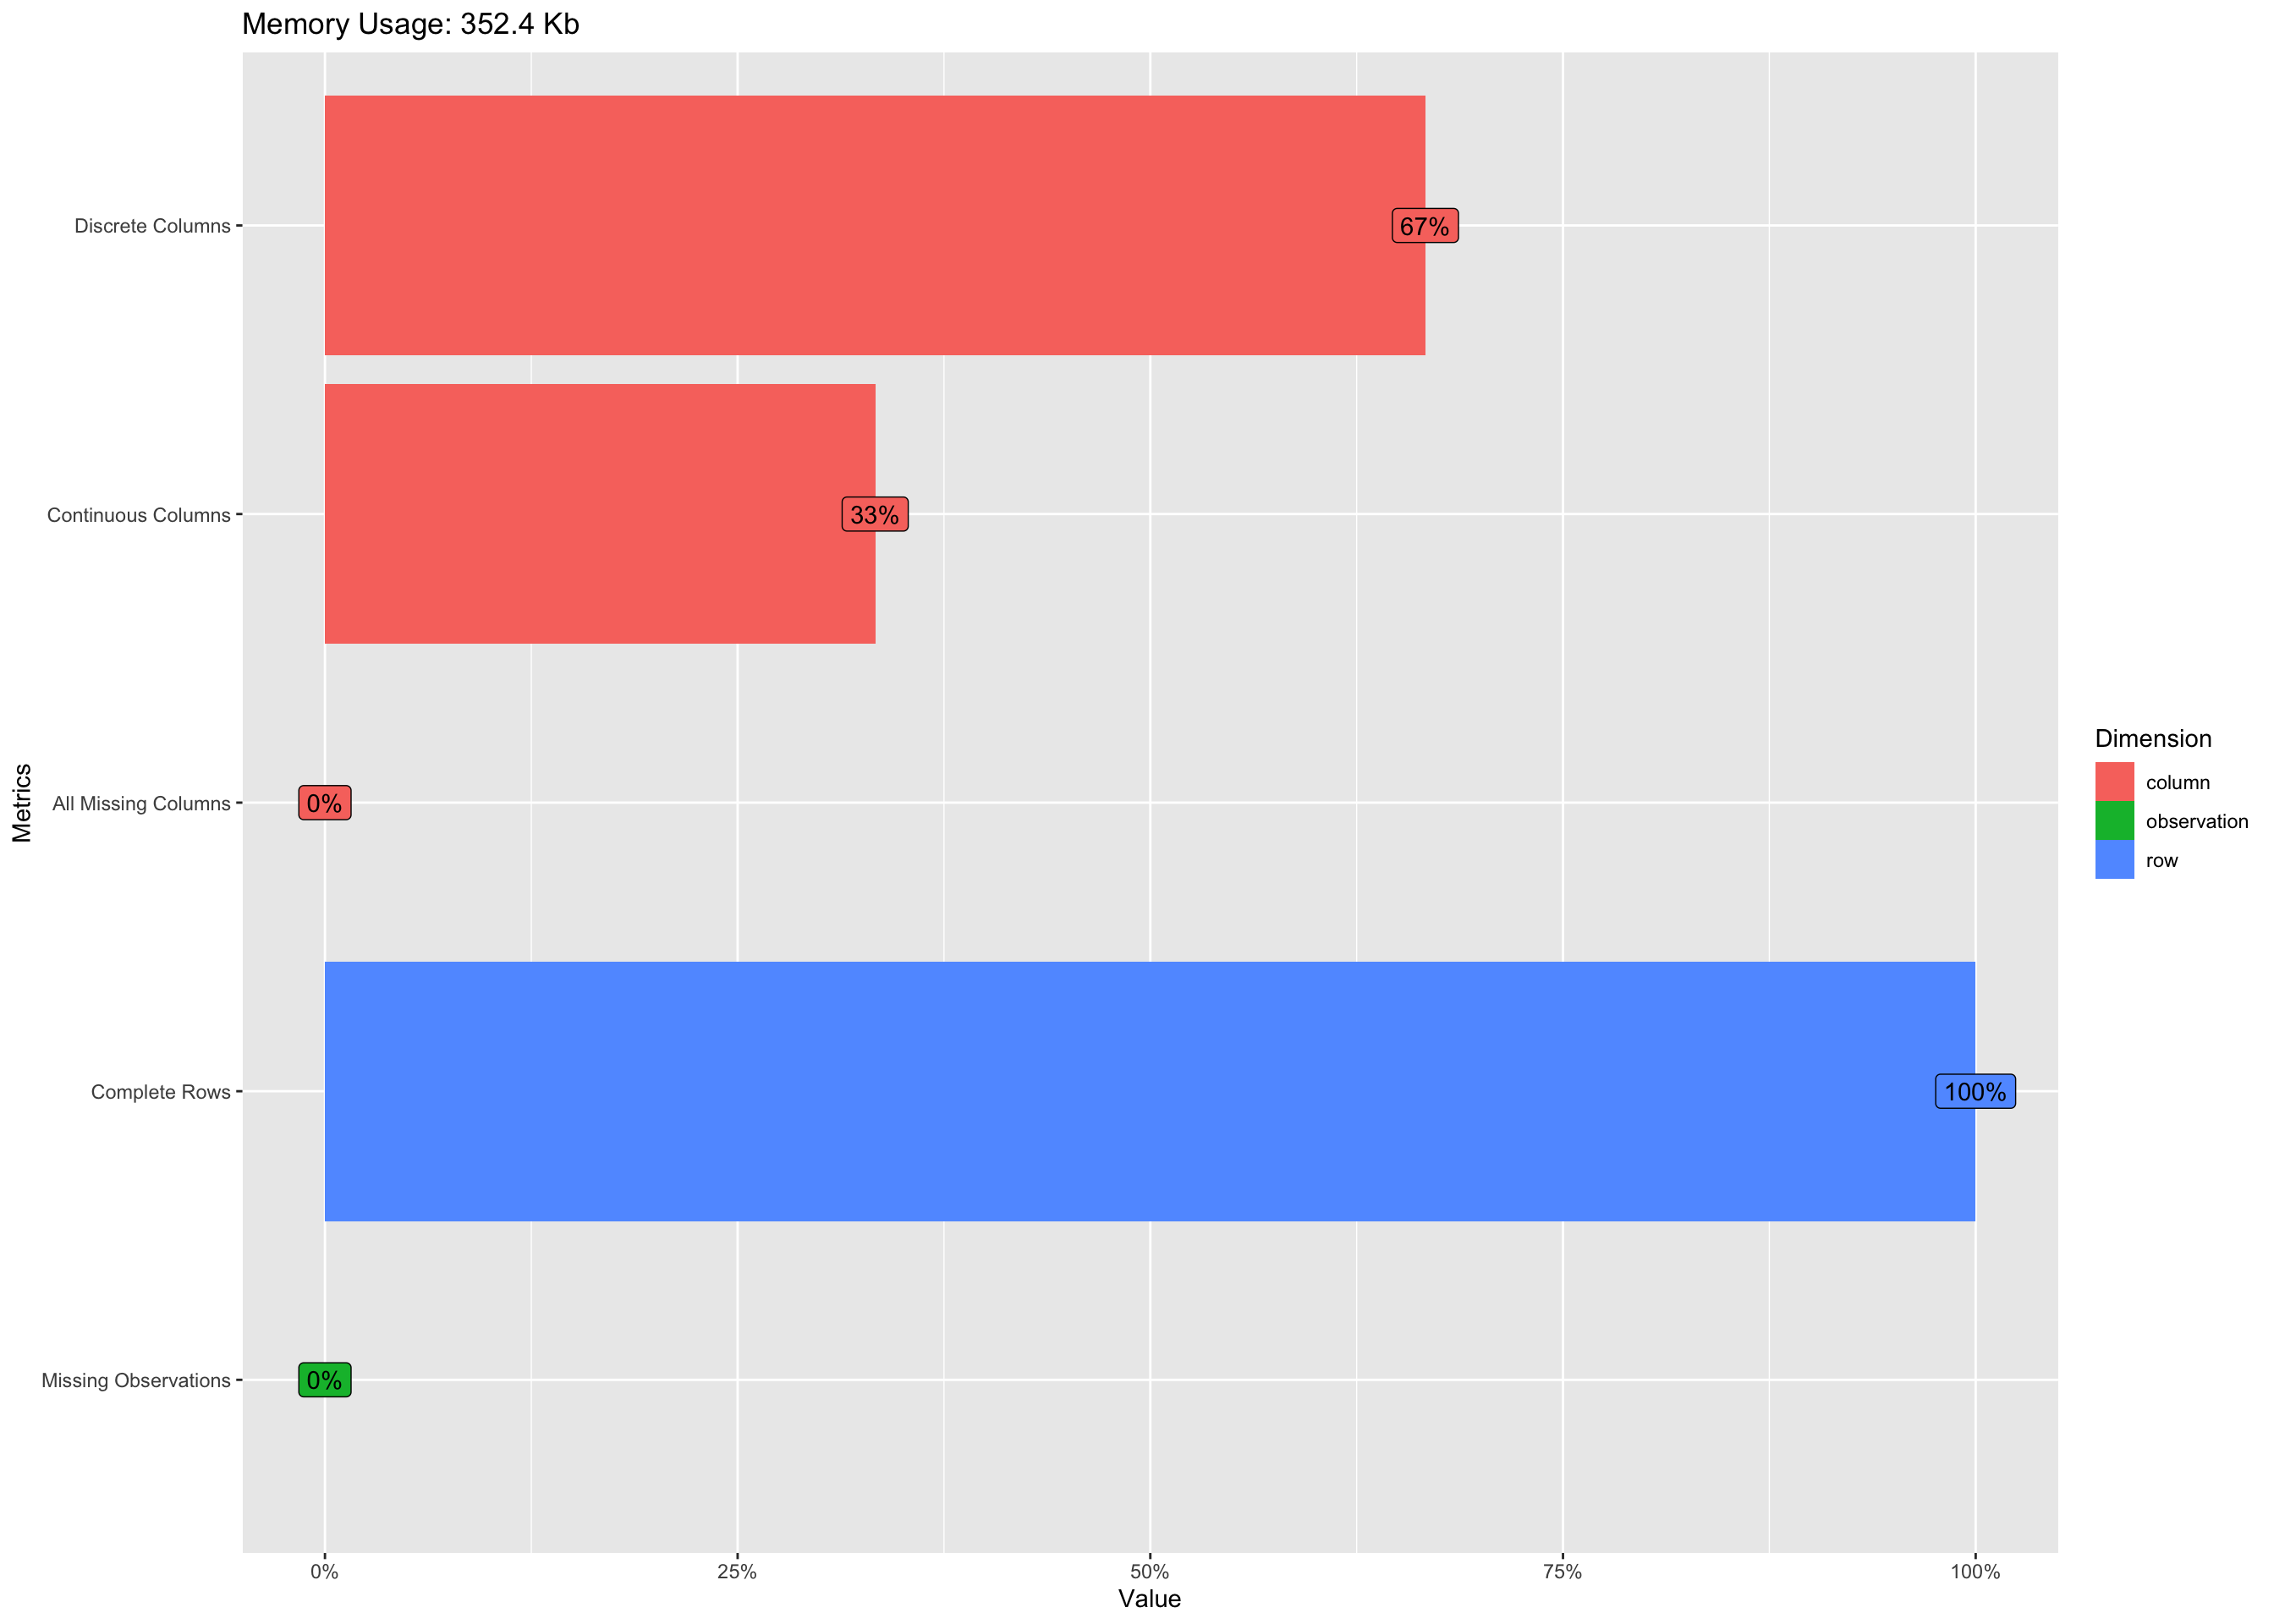 Memory Usage: 352.4 Kb
Metrics
Discrete Columns
67%
Continuous Columns
33%
All Missing Columns
0%
Complete Rows
100%
Missing Observations
0%
0%
25%
50%
75%
100%
Value
Dimension
column
observation
row